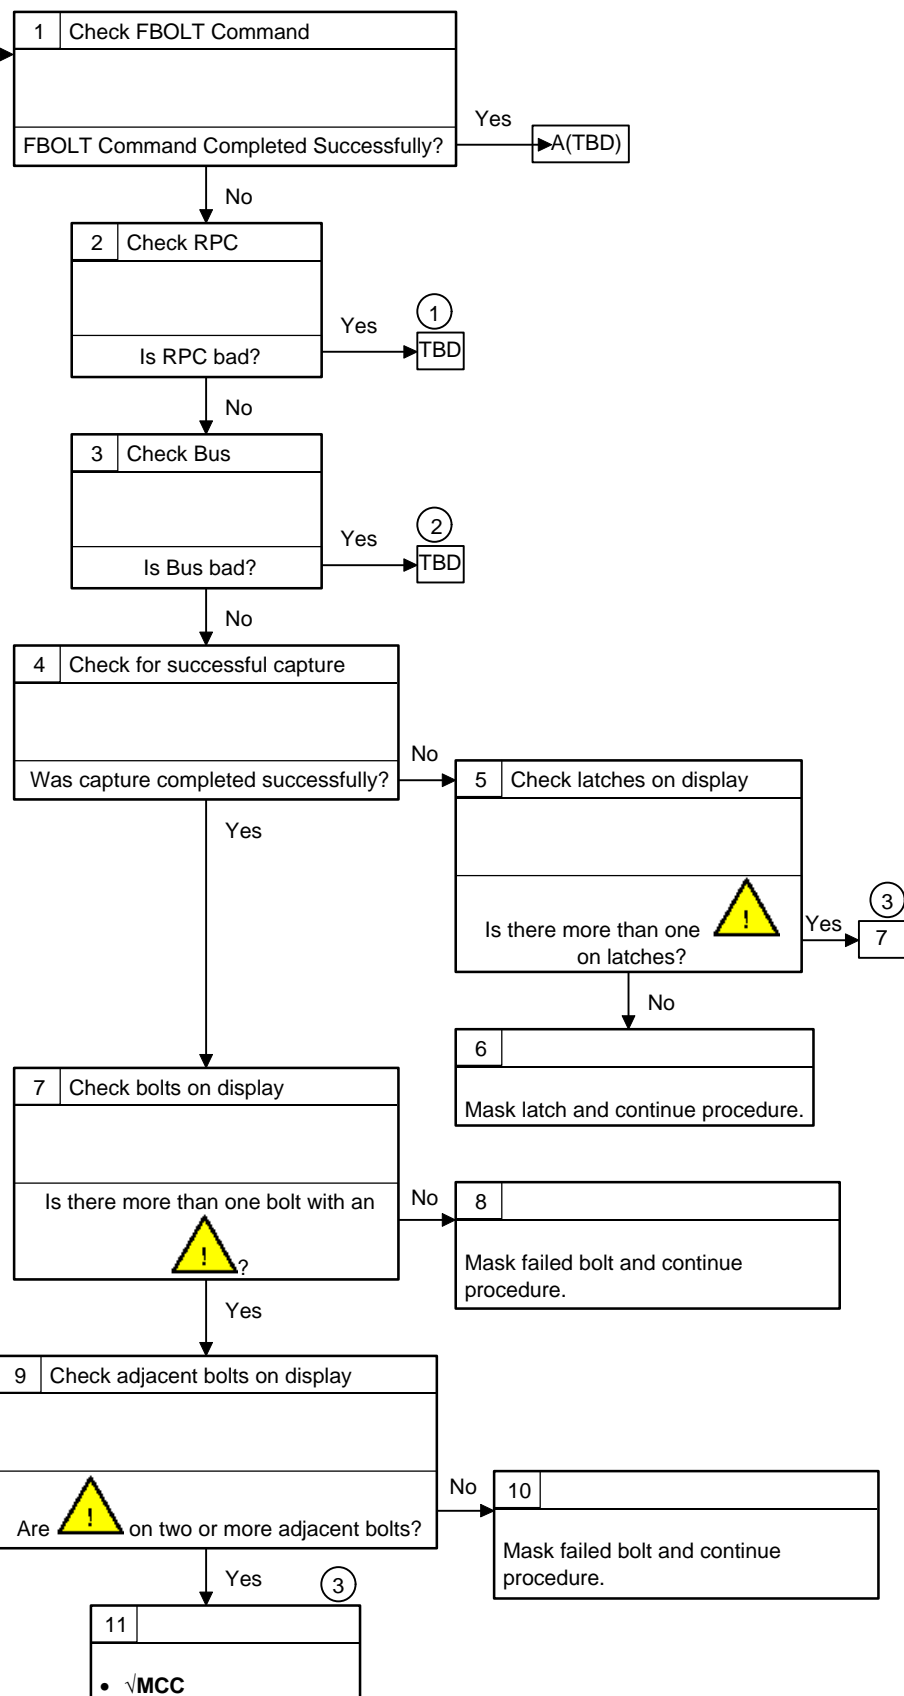 1 Check FBOLT Command
FBOLT Command Completed Successfully?
Yes
A(TBD)
No
2 Check RPC
Is RPC bad?
Yes
1
TBD
No
3 Check Bus
Is Bus bad?
Yes
2
TBD
No
4 Check for successful capture
Was capture completed successfully?
No
5 Check latches on display
Is there more than one !
on latches?
Yes
3
7
No
6
Mask latch and continue procedure.
Yes
7 Check bolts on display
Is there more than one bolt with an
! ?
No
8
Mask failed bolt and continue
procedure.
Yes
9 Check adjacent bolts on display
Are ! on two or more adjacent bolts?
No
10
Mask failed bolt and continue
procedure.
Yes
3
11
• √MCC